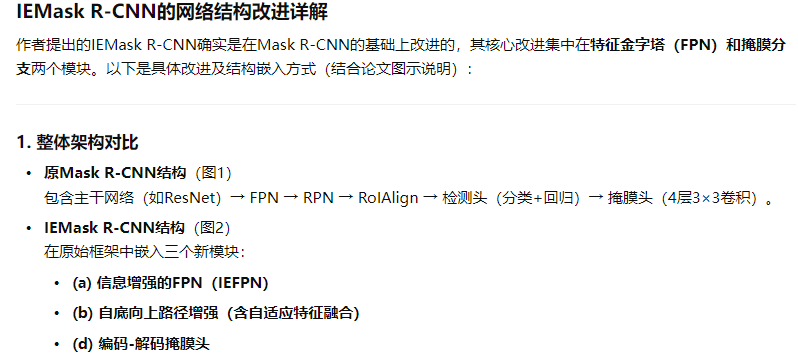 IEMask R-CNN的网络结构改进详解
作者提出的IEMask R-CNN确实是在Mask R-CNN的基础上改进的，其核心改进集中在特征金字塔（FPN）和掩膜分
支两个模块。以下是具体改进及结构嵌入方式（结合论文图示说明）：
1. 整体架构对比
• 原Mask R-CNN结构（图1）
包含主干网络（如ResNet）→ FPN → RPN → RoIAlign → 检测头（分类+回归）→ 掩膜头（4层3×3卷积）。
• IEMask R-CNN结构（图2）
在原始框架中嵌入三个新模块：
• (a) 信息增强的FPN（IEFPN）
• (b) 自底向上路径增强（含自适应特征融合）
• (d) 编码-解码掩膜头